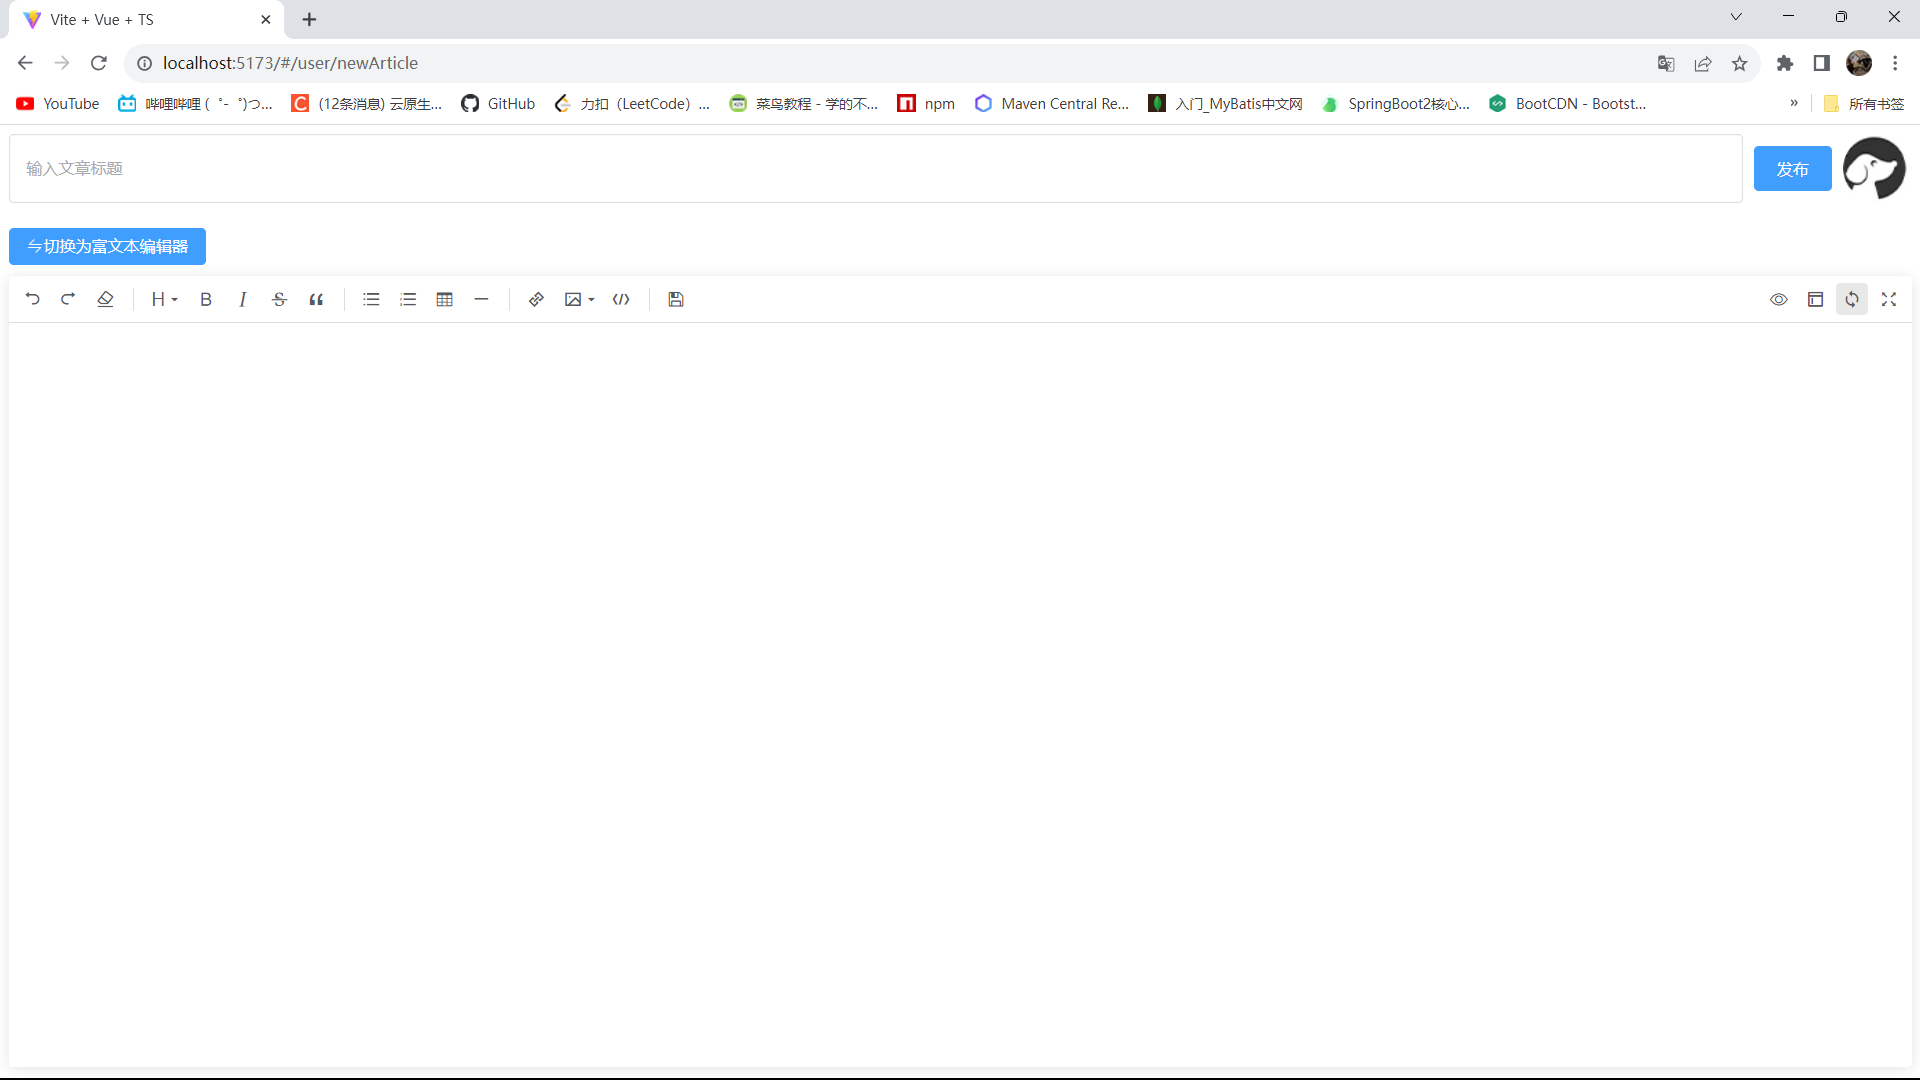 Vite + Vue + TS
localhost:5173/#/user/newArticle
YouTube
哔哩哔哩 ( ゜- ゜)つ...
(12条消息) 云原生...
GitHub
力扣（LeetCode）...
菜鸟教程 - 学的不...
npm
Maven Central Re...
入门_MyBatis中文网
SpringBoot2核心...
BootCDN - Bootst...
»
所有书签
输入文章标题
发布
⇋切换为富文本编辑器
H
B
I
S